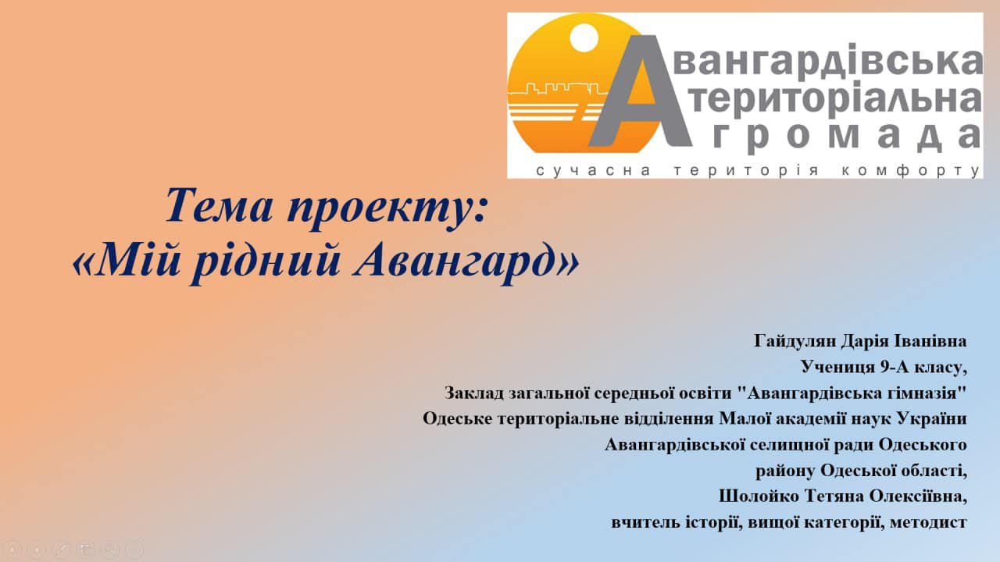 Авангардівська
територіальна
громада
сучасна територія комфорту
Тема проекту:
«Мій рідний Авангард»
Гайдулян Дарія Іванівна
Учениця 9-А класу,
Заклад загальної середньої освіти "Авангардівська гімназія"
Одеське територіальне відділення Малої академії наук України
Авангардівської селищної ради Одеського
району Одеської області,
Шолойко Тетяна Олексіївна,
вчитель історії, вищої категорії, методист